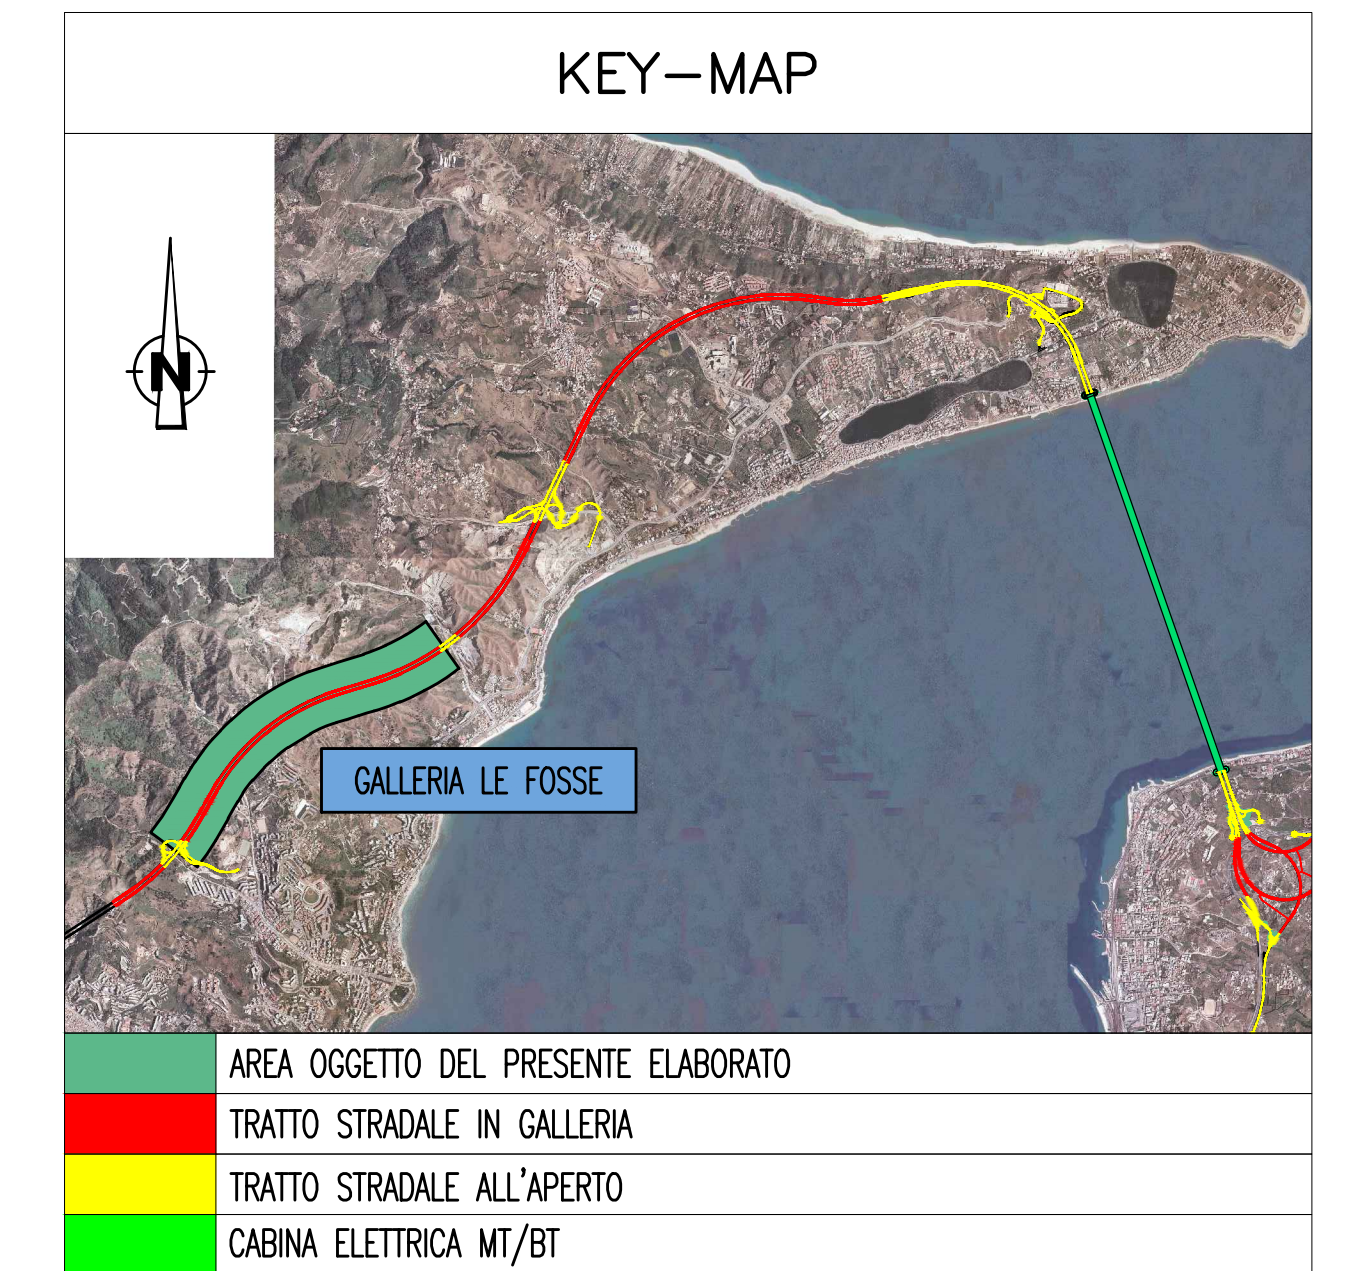 KEY-MAP
N
GALLERIA LE FOSSE
AREA OGGETTO DEL PRESENTE ELABORATO
TRATTO STRADALE IN GALLERIA
TRATTO STRADALE ALL'APERTO
CABINA ELETTRICA MT/BT